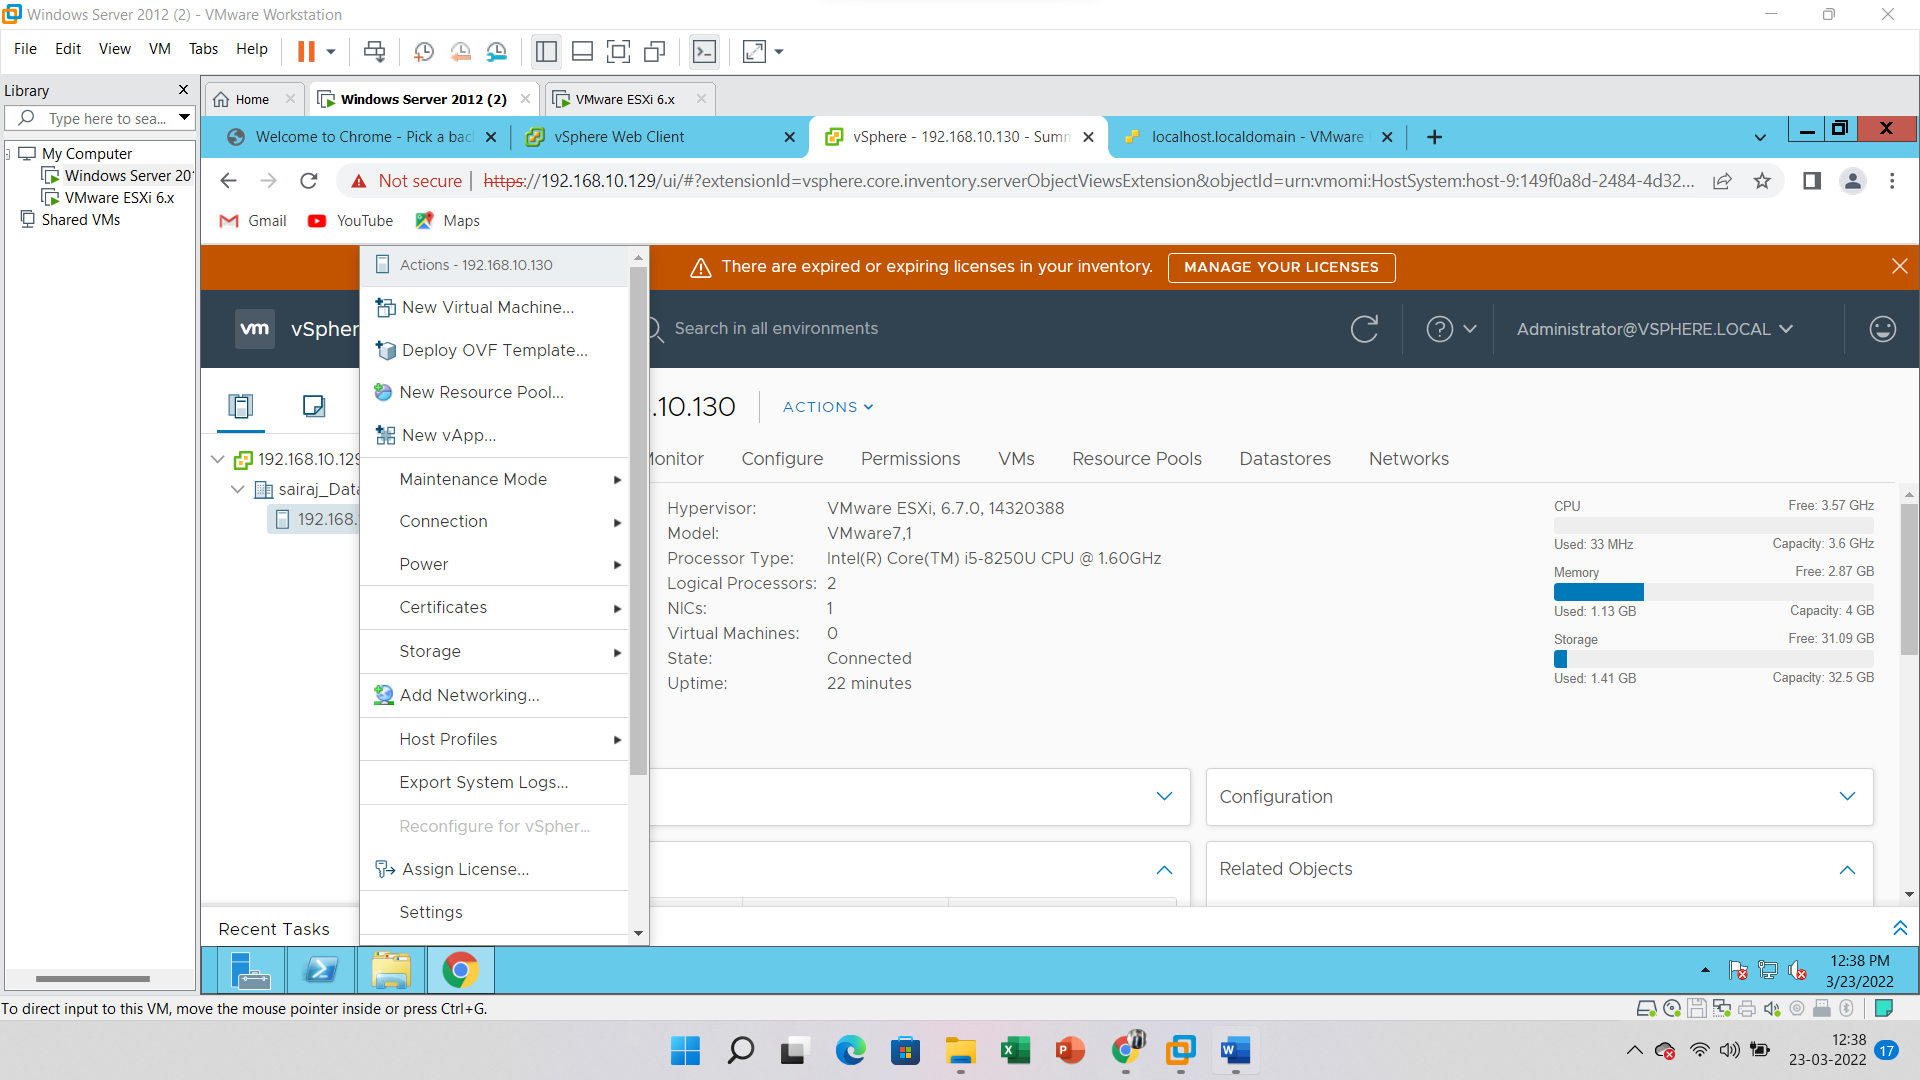 Windows Server 2012 (2) - VMware Workstation
File Edit View VM Tabs Help
Library
Type here to sea...
My Computer
Windows Server 20
VMware ESXi 6.x
Shared VMs
Home
Windows Server 2012 (2)
VMware ESXi 6.x
Welcome to Chrome - Pick a bac
vSphere Web Client
vSphere - 192.168.10.130 - Summ
localhost.localdomain - VMware
Not secure
https://192.168.10.129/ui/#?extensionId=vsphere.core.inventory.serverObjectViewsExtension&objectId=urn:vmomi:HostSystem:host-9:149f0a8d-2484-4d32...
Gmail
YouTube
Maps
There are expired or expiring licenses in your inventory.
MANAGE YOUR LICENSES
vm
vSpher
Search in all environments
Administrator@VSPHERE.LOCAL
192.168.10.129
sairaj_Data
192.168.
Actions - 192.168.10.130
New Virtual Machine...
Deploy OVF Template...
New Resource Pool...
New vApp...
Maintenance Mode
Connection
Power
Certificates
Storage
Add Networking...
Host Profiles
Export System Logs...
Reconfigure for vSpher...
Assign License...
Settings
.10.130
ACTIONS
Monitor Configure Permissions VMs Resource Pools Datastores Networks
Hypervisor: VMware ESXi, 6.7.0, 14320388
Model: VMware7,1
Processor Type: Intel(R) Core(TM) i5-8250U CPU @ 1.60GHz
Logical Processors: 2
NICs: 1
Virtual Machines: 0
State: Connected
Uptime: 22 minutes
CPU Free: 3.57 GHz
Used: 33 MHz Capacity: 3.6 GHz
Memory Free: 2.87 GB
Used: 1.13 GB Capacity: 4 GB
Storage Free: 31.09 GB
Used: 1.41 GB Capacity: 32.5 GB
Configuration
Related Objects
Recent Tasks
12:38 PM
3/23/2022
To direct input to this VM, move the mouse pointer inside or press Ctrl+G.
12:38
23-03-2022
17